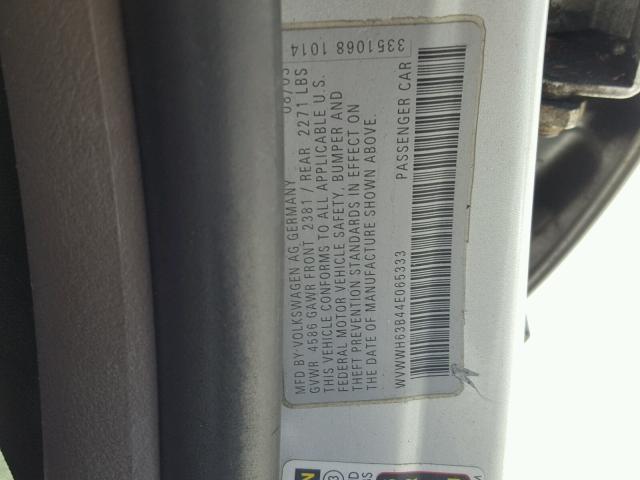 MFD BY:VOLKSWAGEN AG GERMANY 08/03 3351068 1014
GVWR 4586 GAWR FRONT 2381 / REAR 2271 LBS
THIS VEHICLE CONFORMS TO ALL APPLICABLE U.S.
FEDERAL MOTOR VEHICLE SAFETY, BUMPER AND
THEFT PREVENTION STANDARDS IN EFFECT ON
THE DATE OF MANUFACTURE SHOWN ABOVE.
WVWWH63B44E065333 PASSENGER CAR